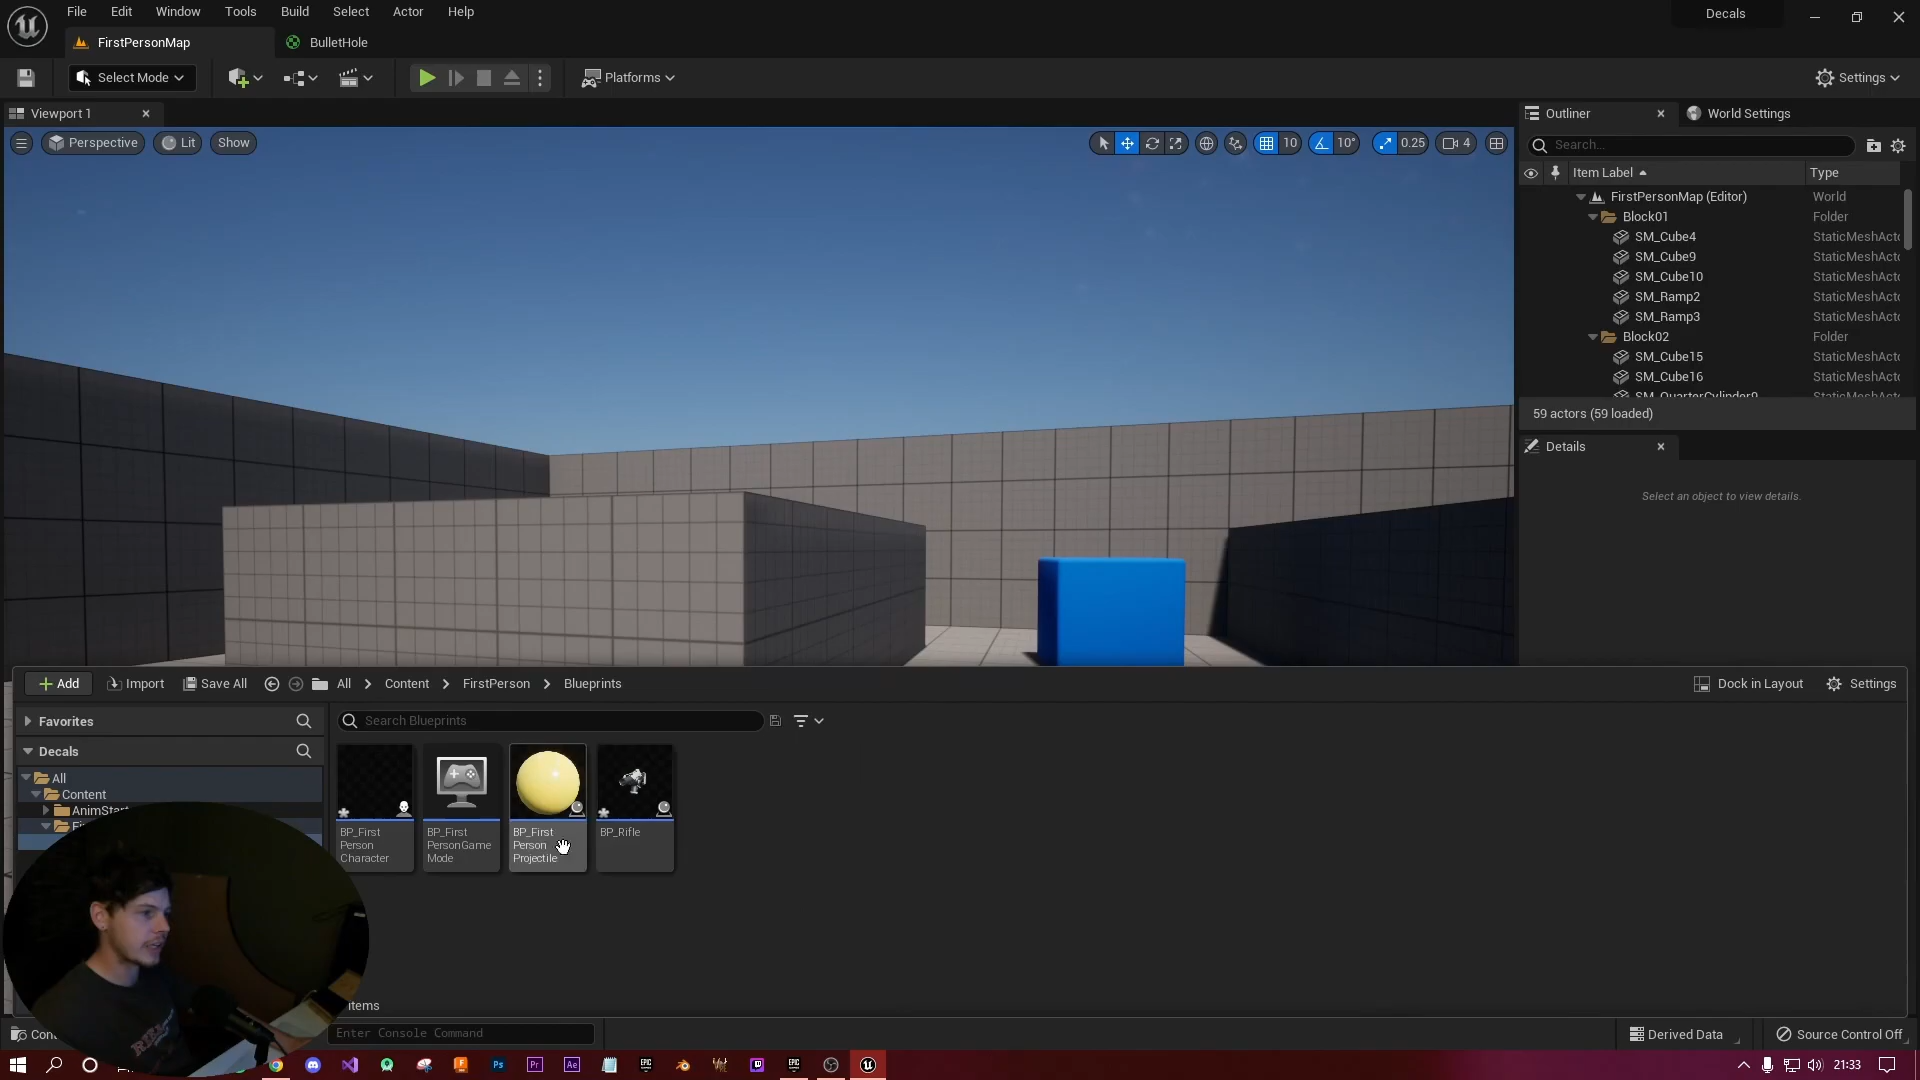 File Edit Window Tools Build Select Actor Help
Decals
FirstPersonMap
BulletHole
Select Mode
Platforms
Settings
Viewport 1
Perspective
Lit
Show
10
10°
0.25
4
Outliner
World Settings
Search...
Item Label
Type
FirstPersonMap (Editor) World
Block01 Folder
SM_Cube4 StaticMeshActo
SM_Cube9 StaticMeshActo
SM_Cube10 StaticMeshActo
SM_Ramp2 StaticMeshActo
SM_Ramp3 StaticMeshActo
Block02 Folder
SM_Cube15 StaticMeshActo
SM_Cube16 StaticMeshActo
59 actors (59 loaded)
Details
Select an object to view details.
Add
Import
Save All
All
Content
FirstPerson
Blueprints
Dock in Layout
Settings
Favorites
Search Blueprints
Decals
All
Content
AnimStar
BP_First
Person
Character
BP_First
PersonGame
Mode
BP_First
Person
Projectile
BP_Rifle
items
Enter Console Command
Derived Data
Source Control Off
Ps
Pr
Ae
21:33